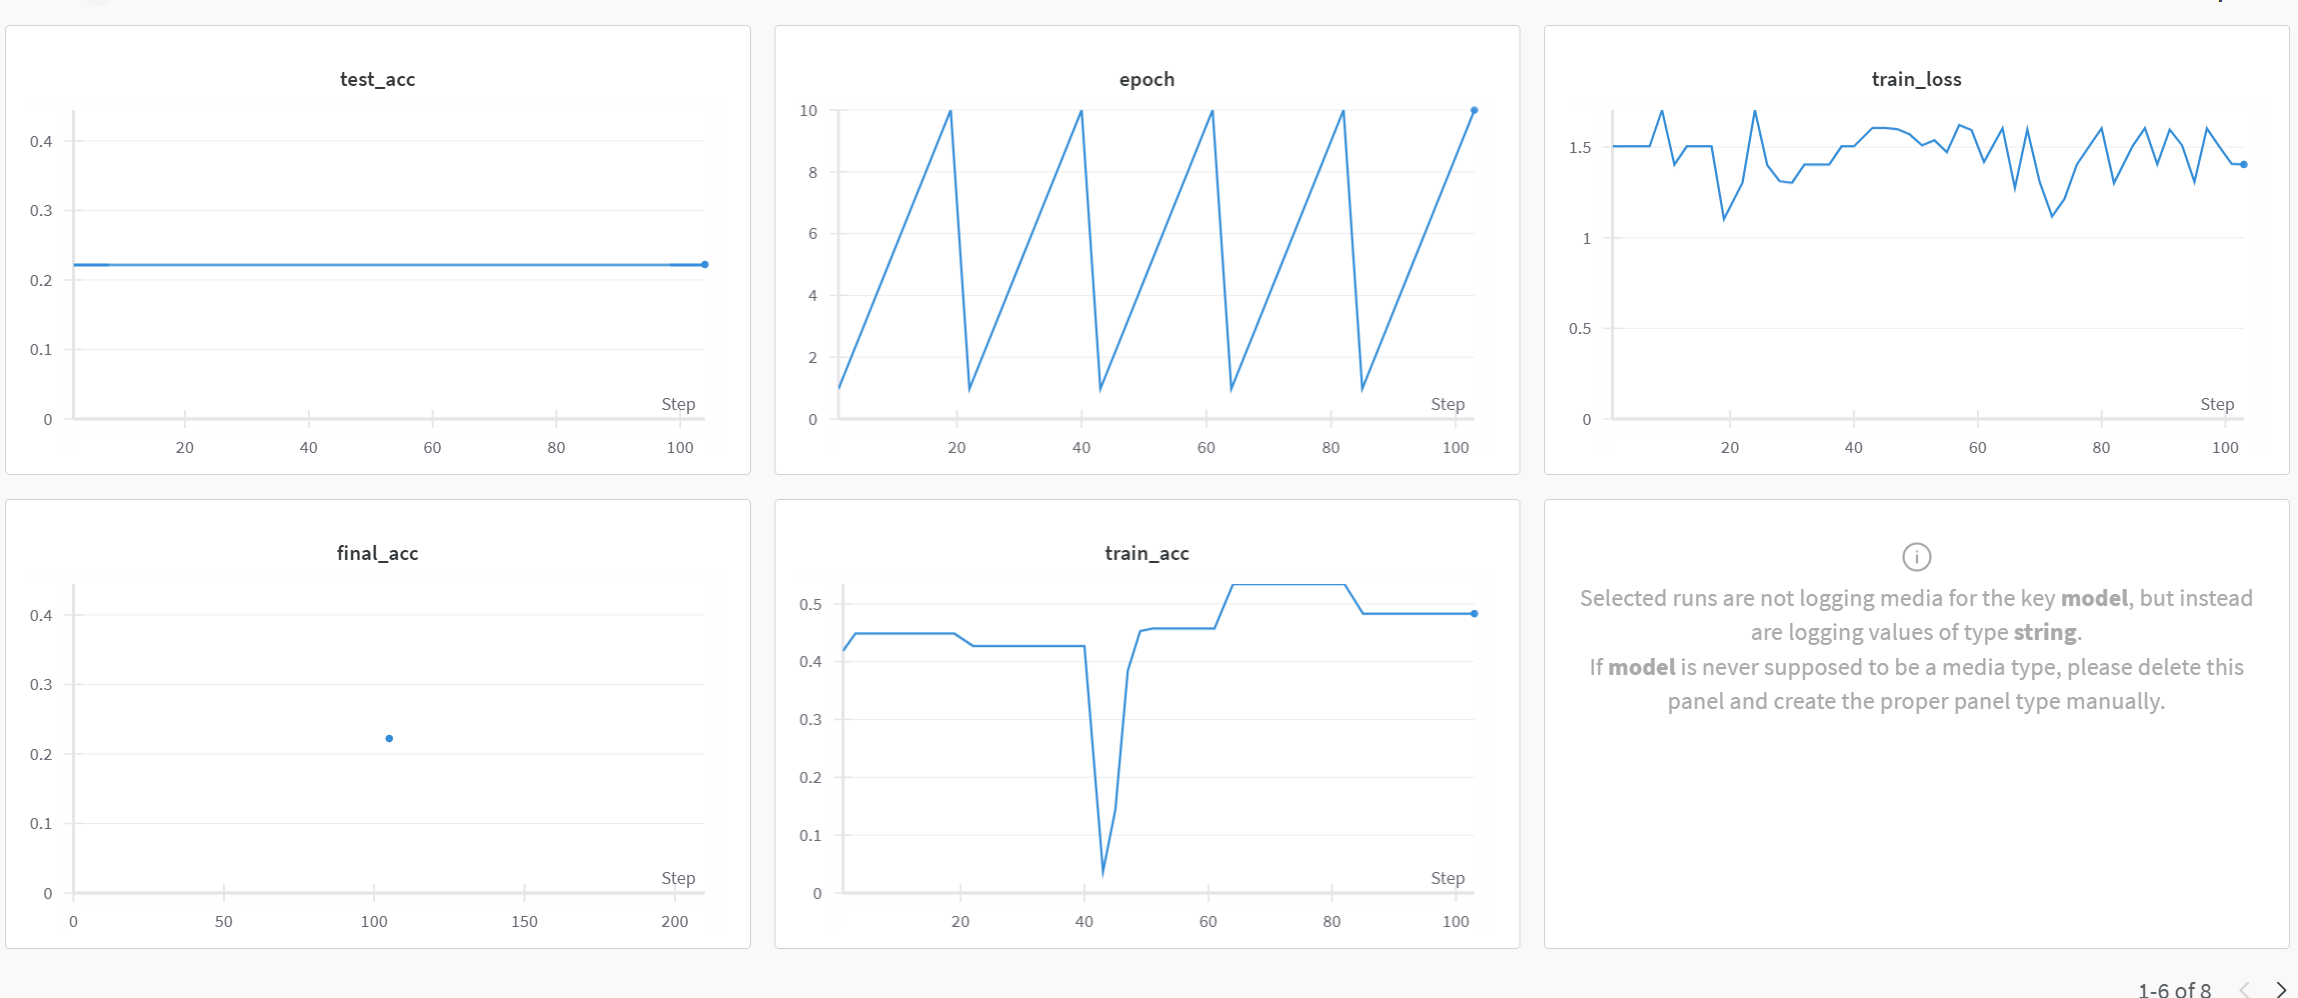 test_acc
0.4
0.3
0.2
0.1
0
Step
20 40 60 80 100
epoch
10
8
6
4
2
0
Step
20 40 60 80 100
train_loss
1.5
1
0.5
0
Step
20 40 60 80 100
final_acc
0.4
0.3
0.2
0.1
0
Step
0 50 100 150 200
train_acc
0.5
0.4
0.3
0.2
0.1
0
Step
20 40 60 80 100
Selected runs are not logging media for the key model, but instead
are logging values of type string.
If model is never supposed to be a media type, please delete this
panel and create the proper panel type manually.
1-6 of 8